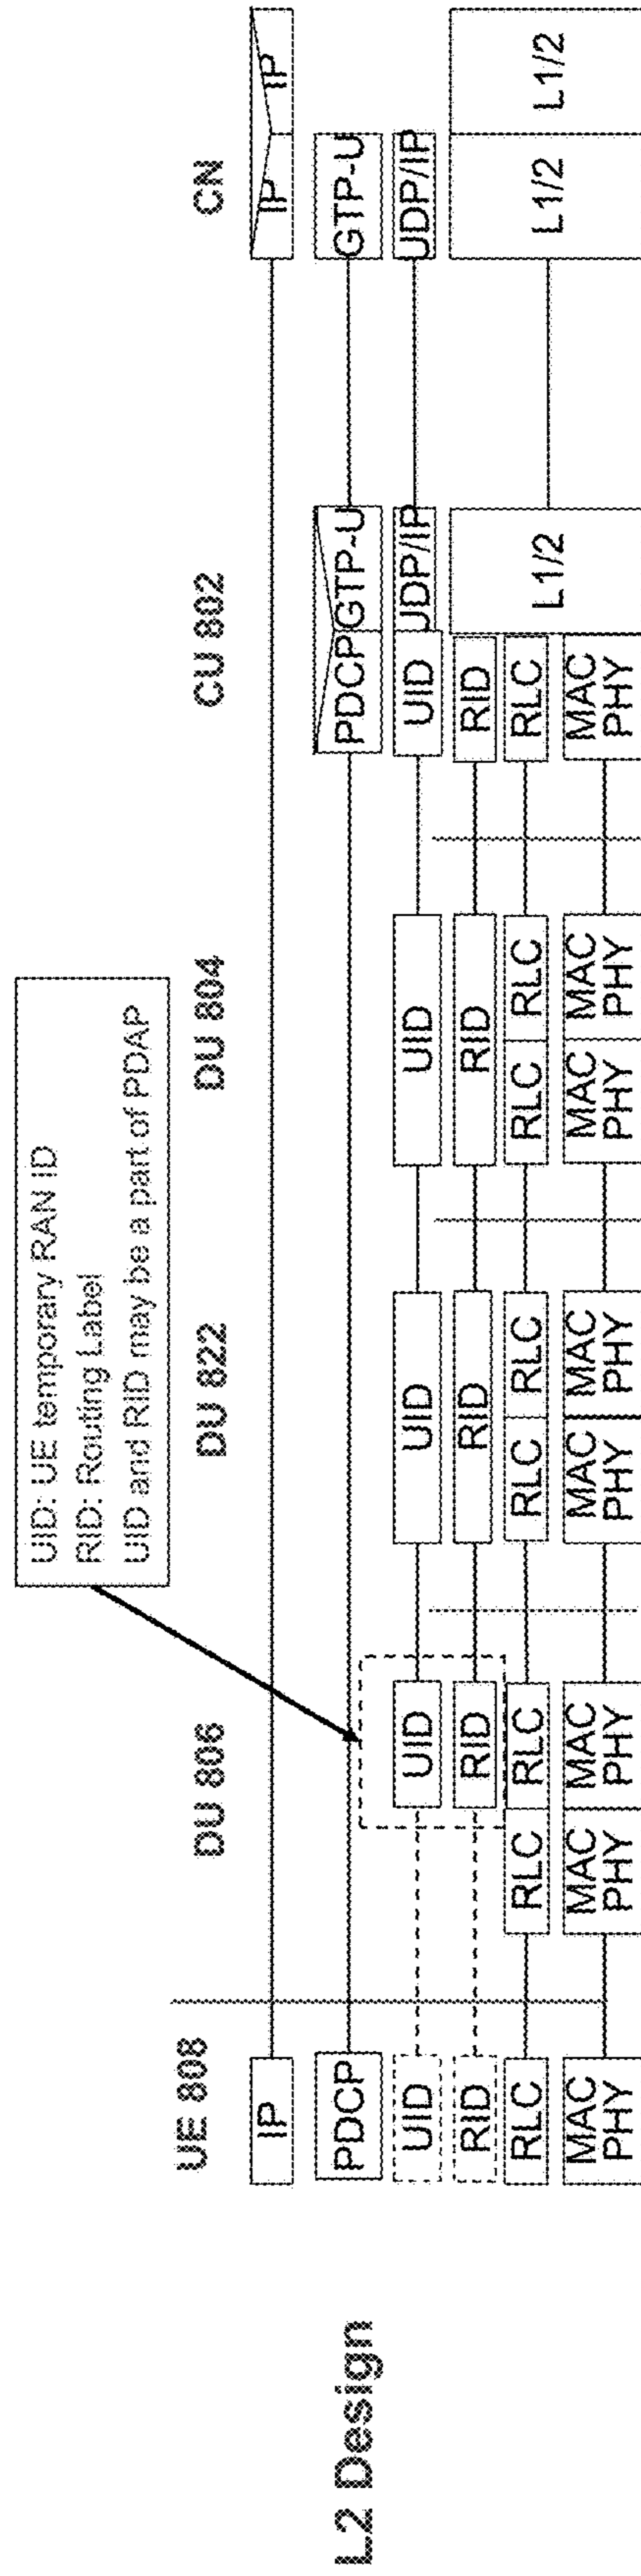 UID: UE temporary RAN ID
RID: Routing Label
UID and RID may be a part of PDAP
UE 808
DU 806
DU 822
DU 804
CU 802
CN
L2 Design
IP
IP
IP
PDCP
PDCP
GTP-U
GTP-U
UID
UID
UID
UID
UID
UDP/IP
UDP/IP
RID
RID
RID
RID
RID
RLC
RLC
RLC
RLC
RLC
RLC
RLC
RLC
L1/2
L1/2
L1/2
MAC
PHY
MAC
PHY
MAC
PHY
MAC
PHY
MAC
PHY
MAC
PHY
MAC
PHY
MAC
PHY